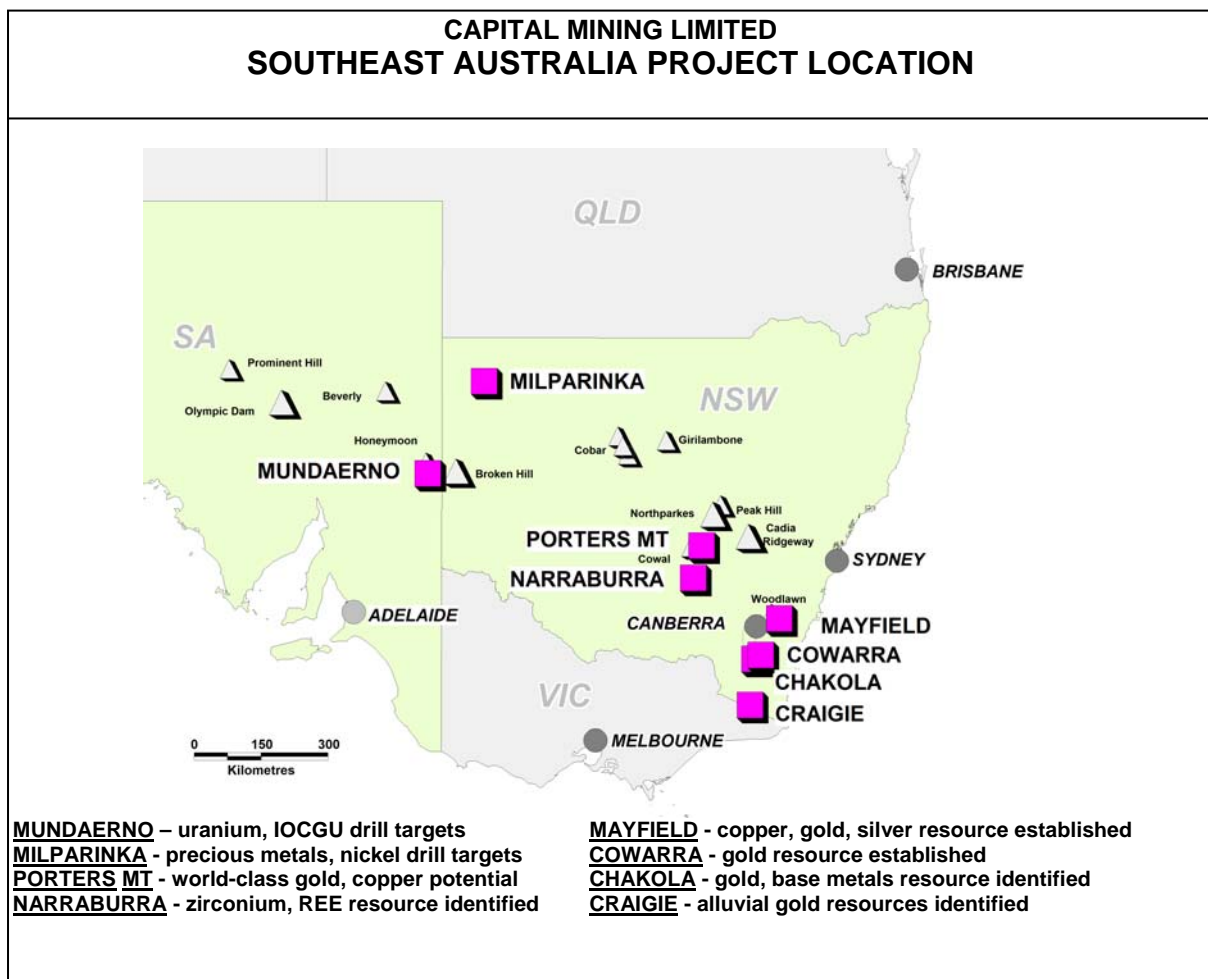 CAPITAL MINING LIMITED
SOUTHEAST AUSTRALIA PROJECT LOCATION
QLD
BRISBANE
SA
Prominent Hill
MILPARINKA
NSW
Beverly
Olympic Dam
Honeymoon
Cobar
Girilambone
MUNDAERNO
Broken Hill
Northparkes
Peak Hill
Cadia
Ridgeway
PORTERS MT
Cowal
SYDNEY
NARRABURRA
Woodlawn
ADELAIDE
CANBERRA
MAYFIELD
COWARRA
CHAKOLA
VIC
CRAIGIE
MELBOURNE
0 150 300
Kilometres
MUNDAERNO – uranium, IOCGU drill targets
MILPARINKA - precious metals, nickel drill targets
PORTERS MT - world-class gold, copper potential
NARRABURRA - zirconium, REE resource identified
MAYFIELD - copper, gold, silver resource established
COWARRA - gold resource established
CHAKOLA - gold, base metals resource identified
CRAIGIE - alluvial gold resources identified